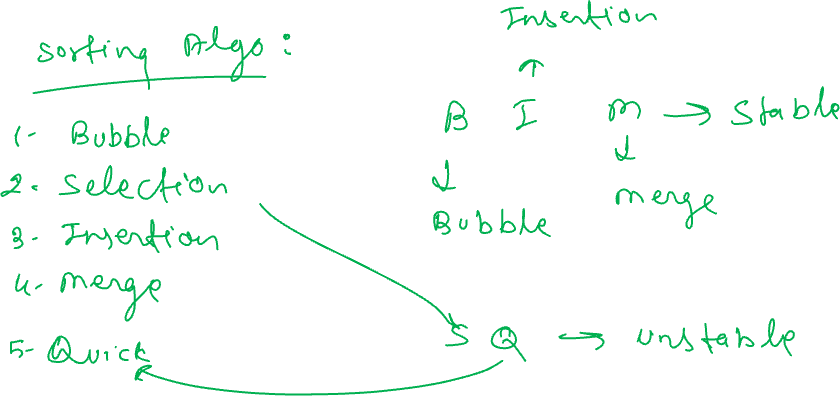 Sorting Algo:
1- Bubble
2- Selection
3- Insertion
4- Merge
5- Quick
Insertion
B I M → Stable
Bubble
merge
S Q → unstable